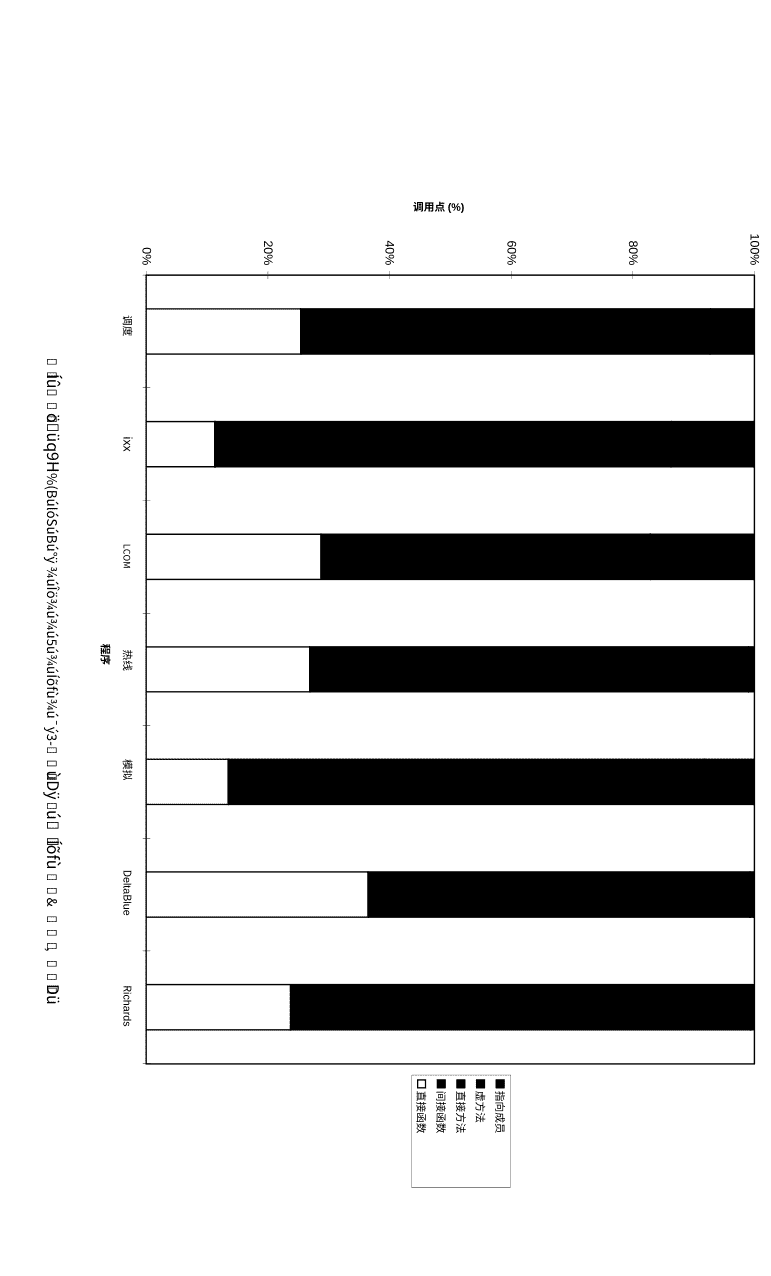 调用点 (%)
100%
80%
60%
40%
20%
0%
调度
ixx
LCOM
热线
模拟
DeltaBlue
Richards
程序
指向成员
虚方法
直接方法
间接函数
直接函数